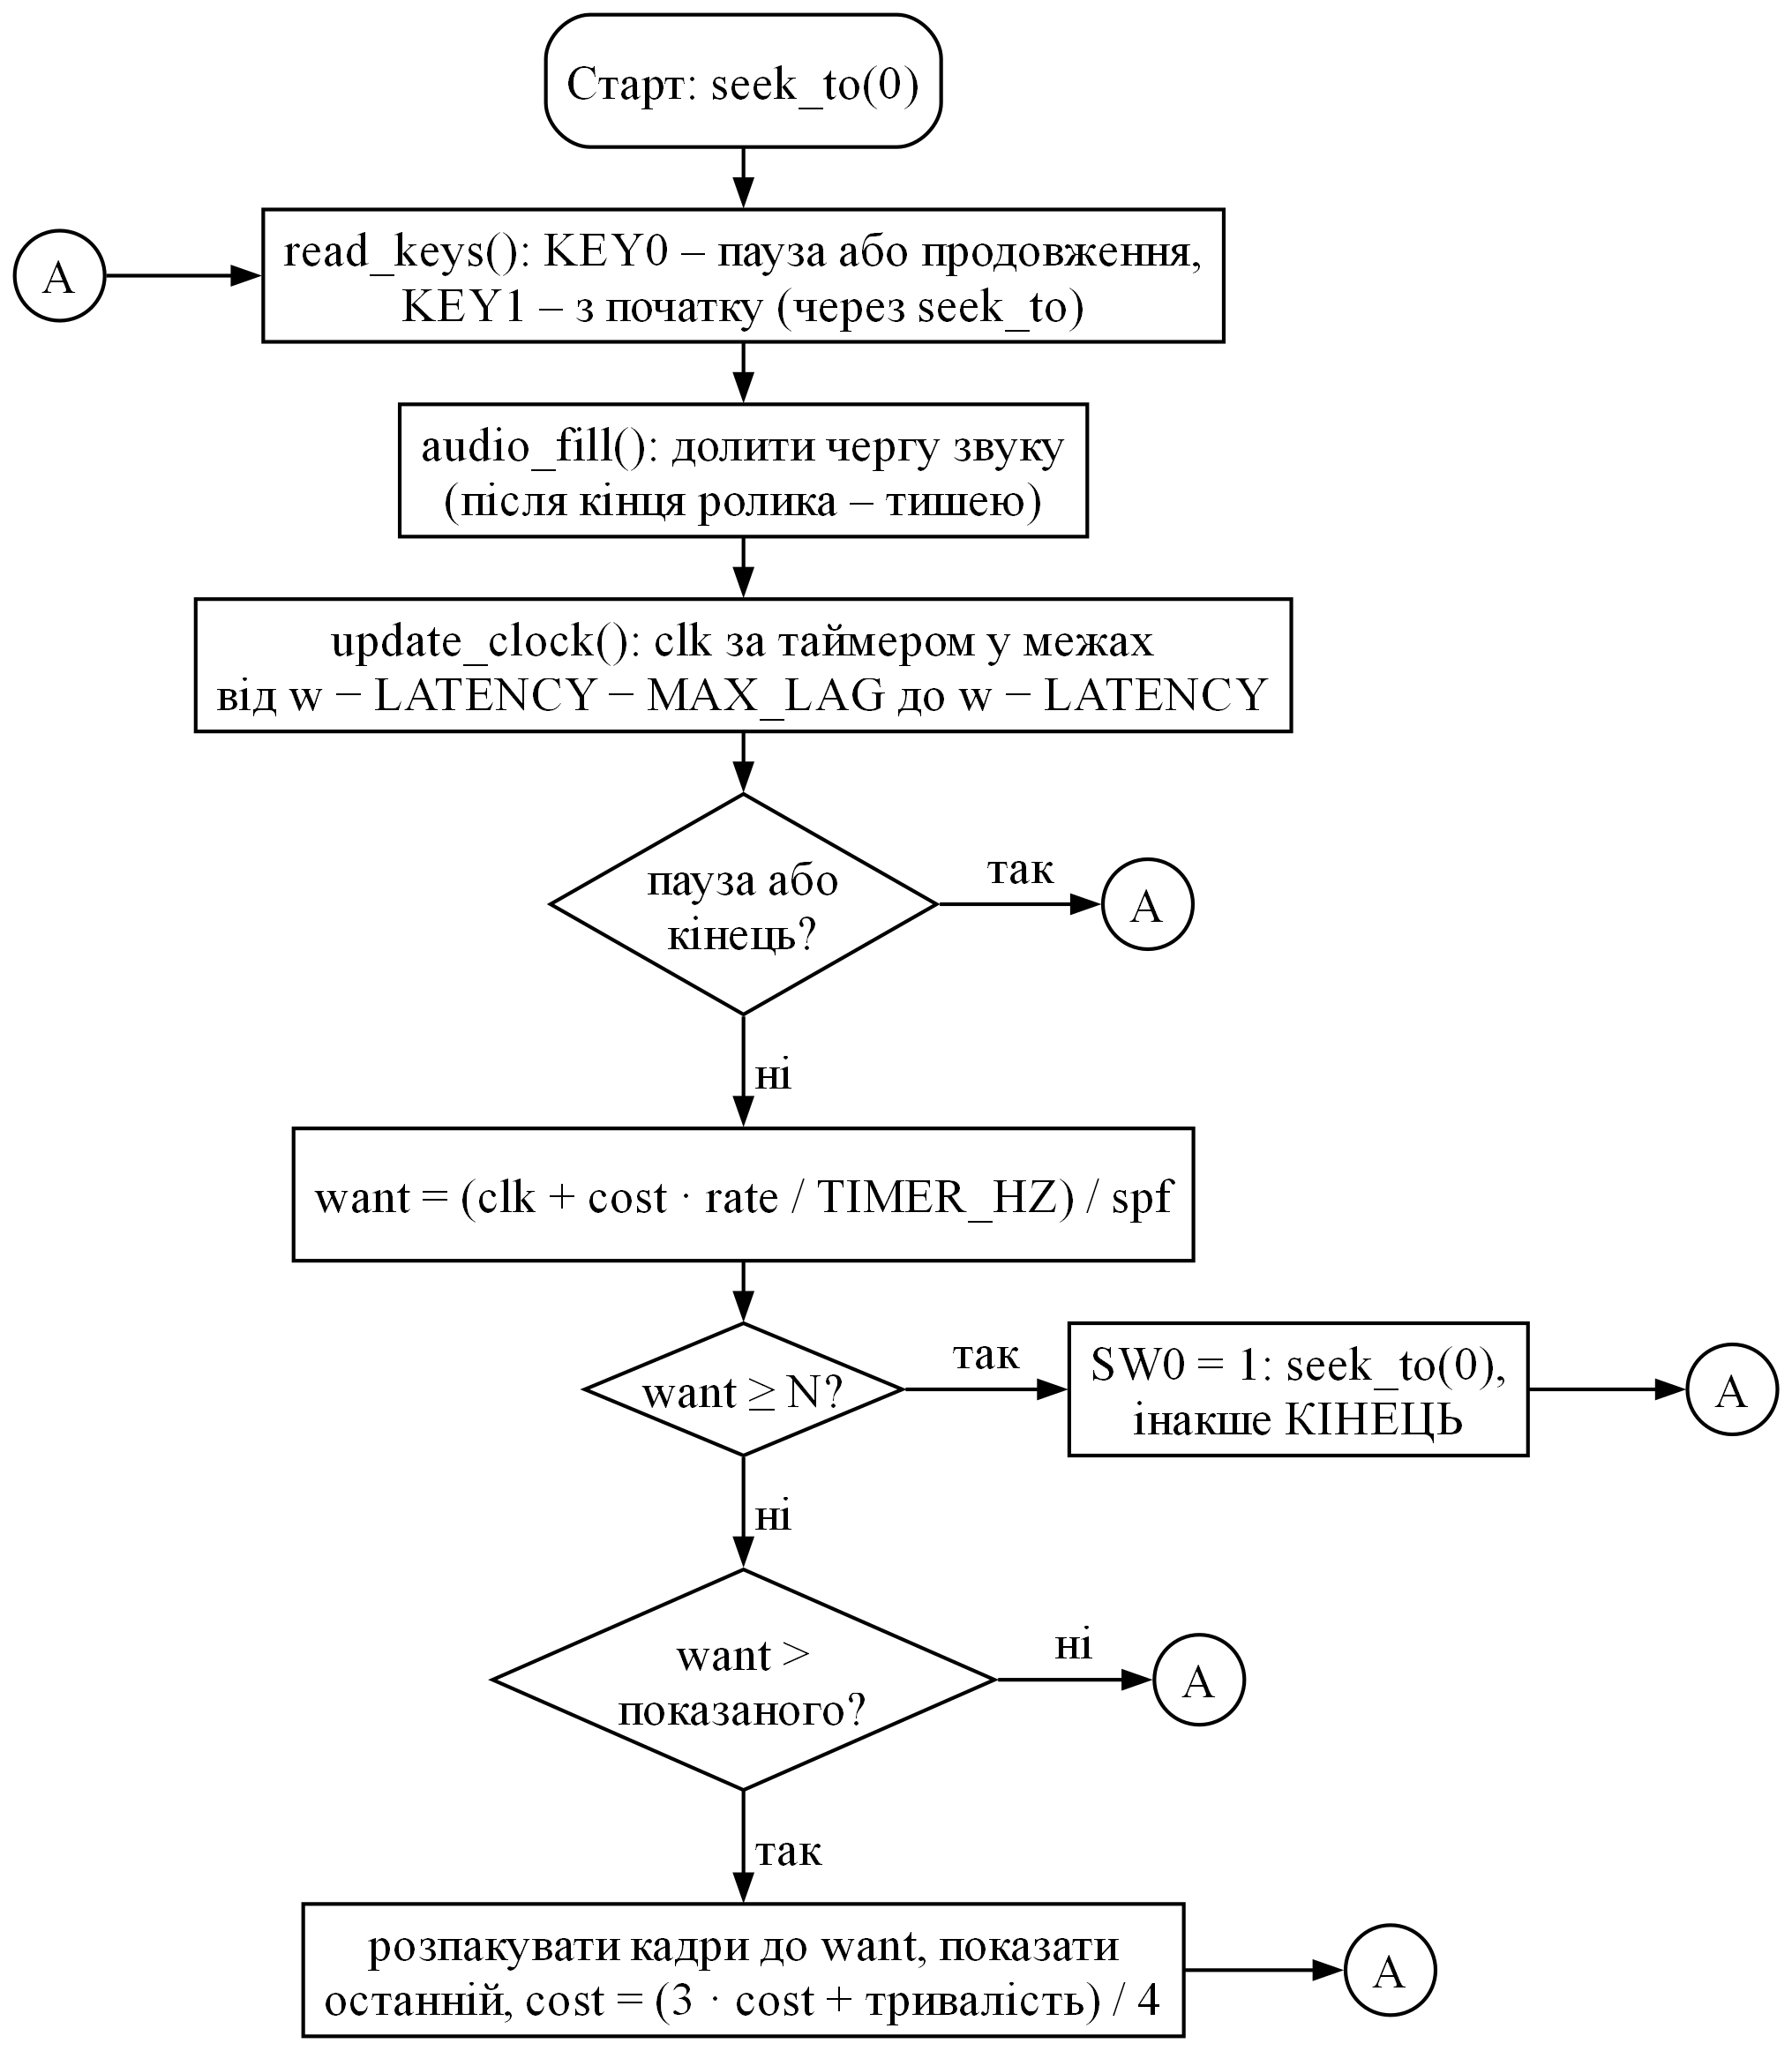 Старт: seek_to(0)
A
read_keys(): KEY0 – пауза або продовження,
KEY1 – з початку (через seek_to)
audio_fill(): долити чергу звуку
(після кінця ролика – тишею)
update_clock(): clk за таймером у межах
від w − LATENCY − MAX_LAG до w − LATENCY
пауза або
кінець?
так
A
ні
want = (clk + cost · rate / TIMER_HZ) / spf
want ≥ N?
так
SW0 = 1: seek_to(0),
інакше КІНЕЦЬ
A
ні
want >
показаного?
ні
A
так
розпакувати кадри до want, показати
останній, cost = (3 · cost + тривалість) / 4
A